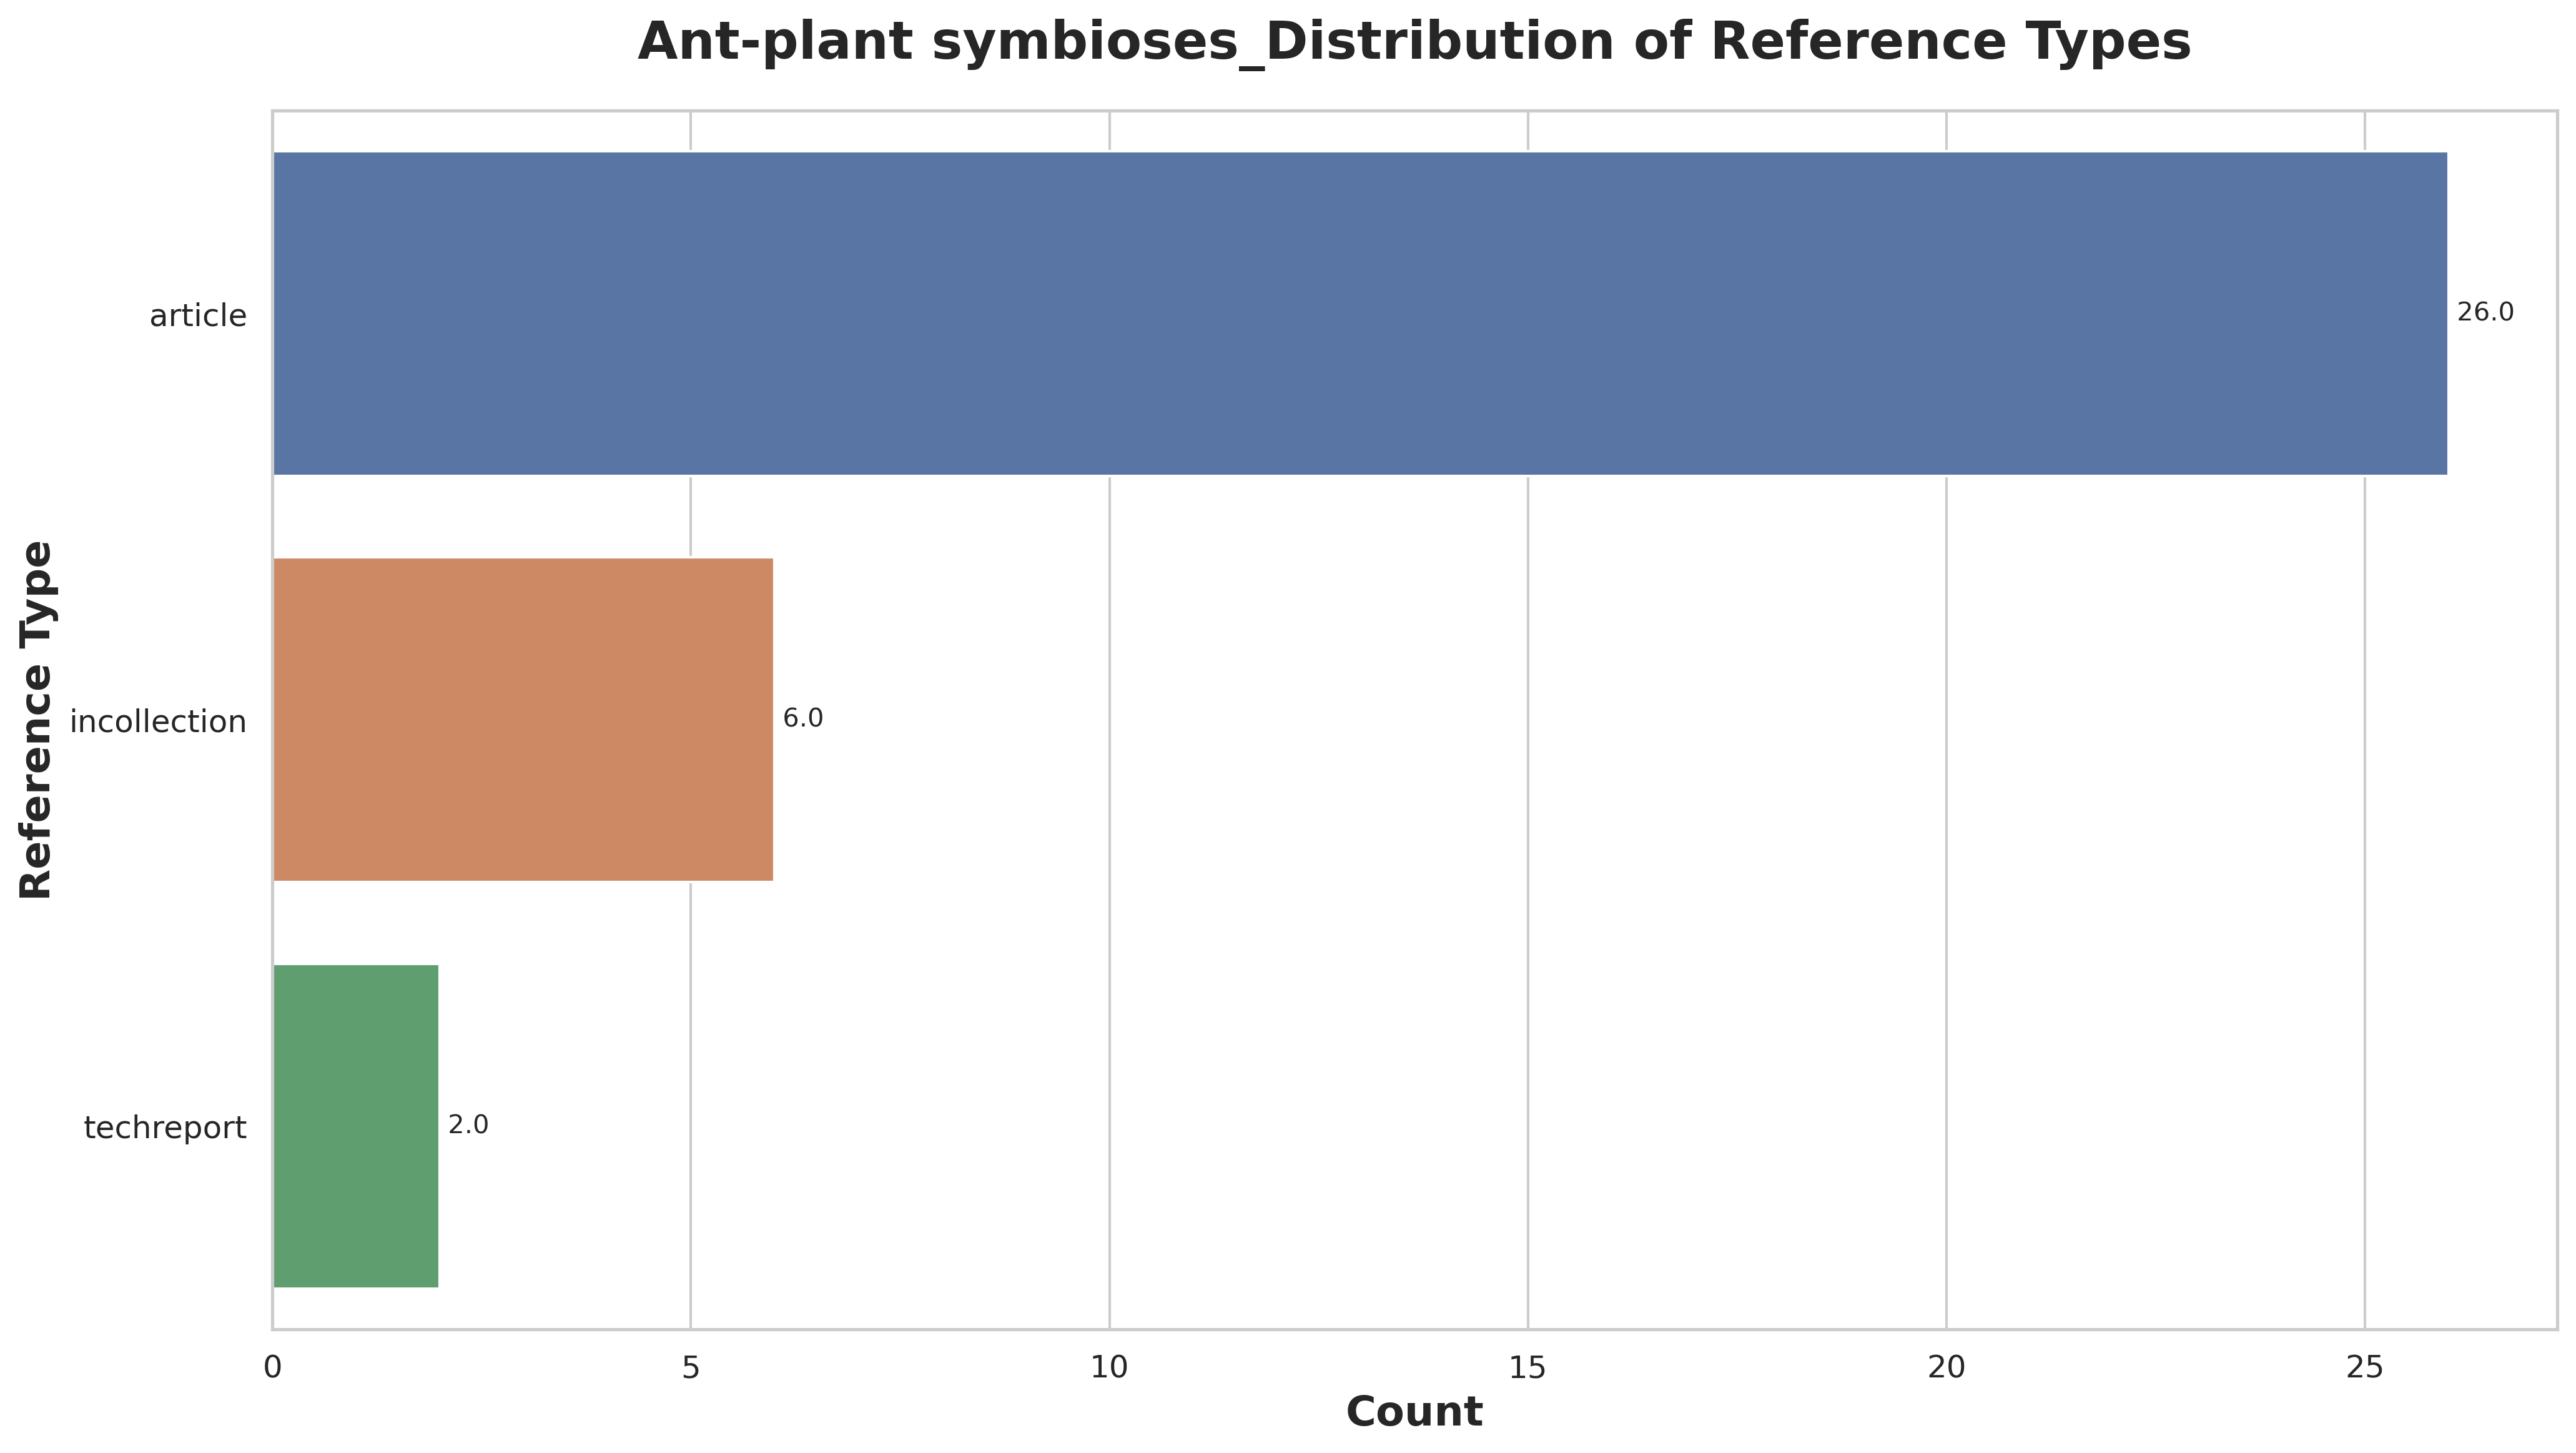 Ant-plant symbioses_Distribution of Reference Types
Reference Type
article
26.0
incollection
6.0
techreport
2.0
0 5 10 15 20 25
Count